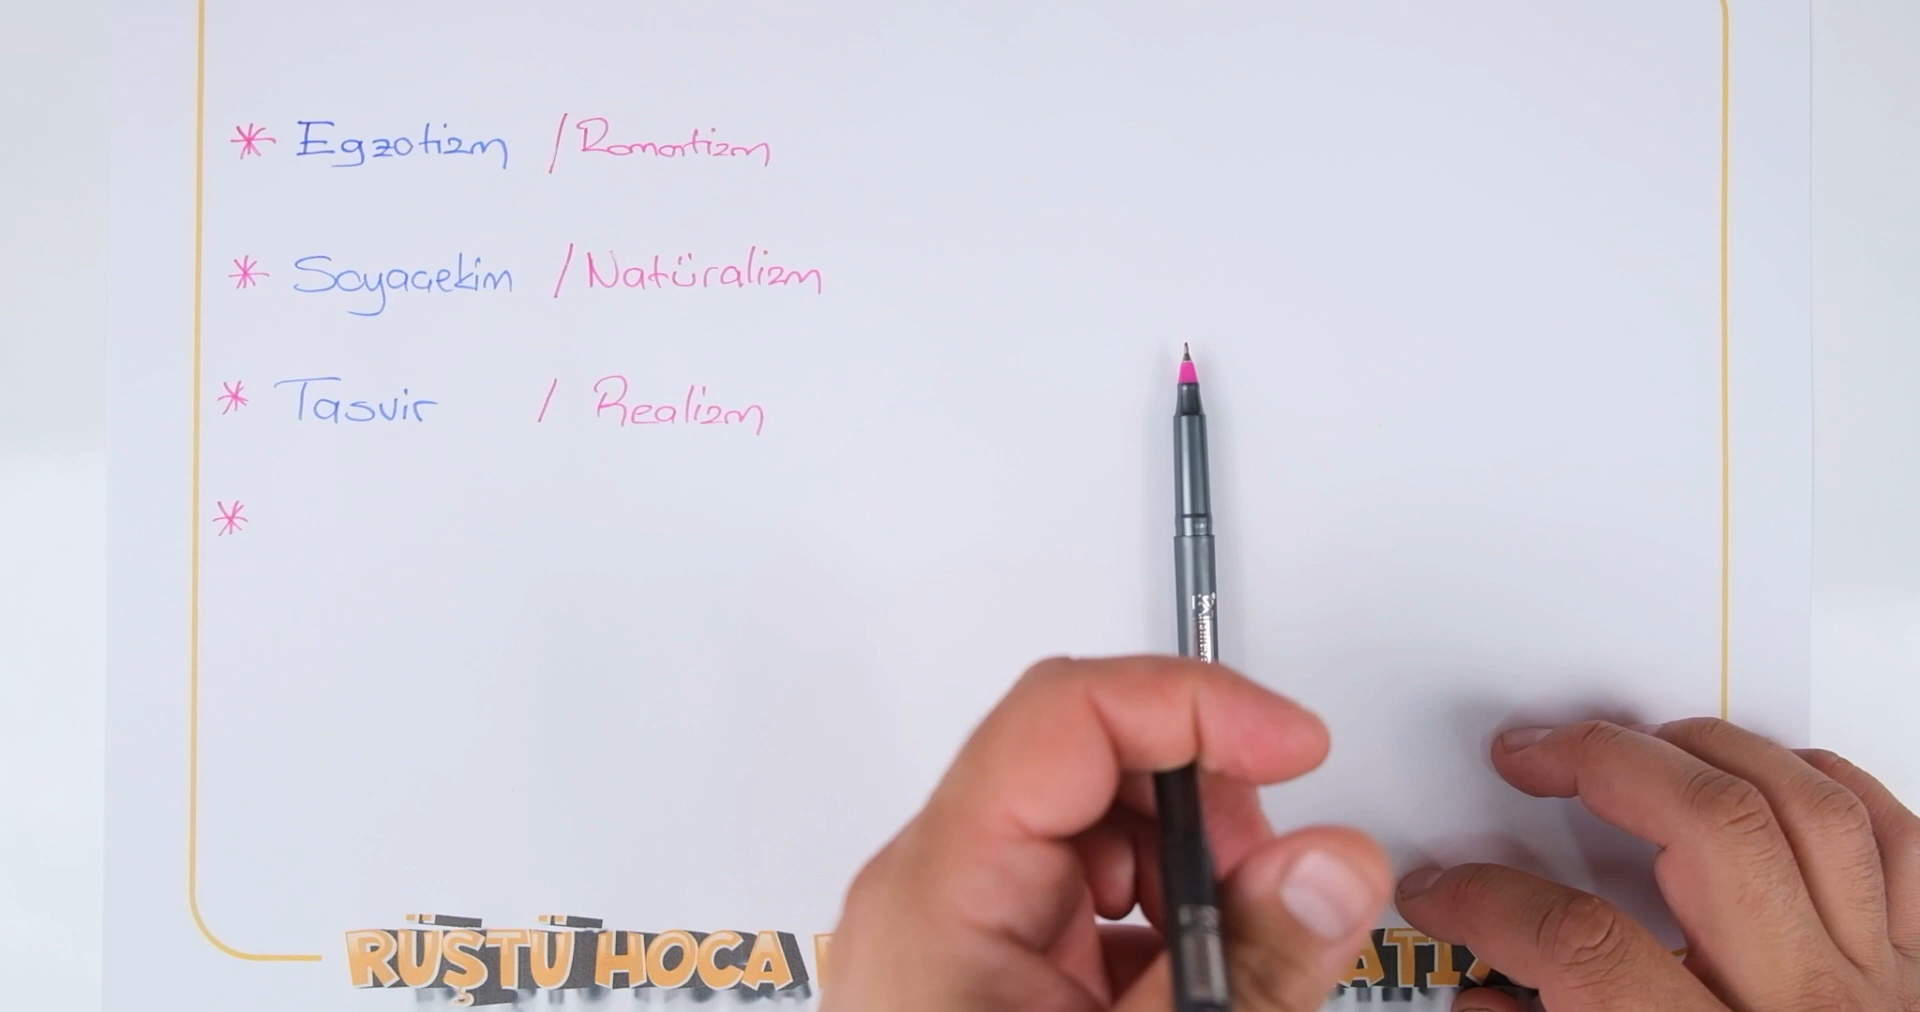 * Egzotizm / Romantizm
* Soyaçekim / Natüralizm
* Tasvir / Realizm
*
RÜŞTÜ HOCA